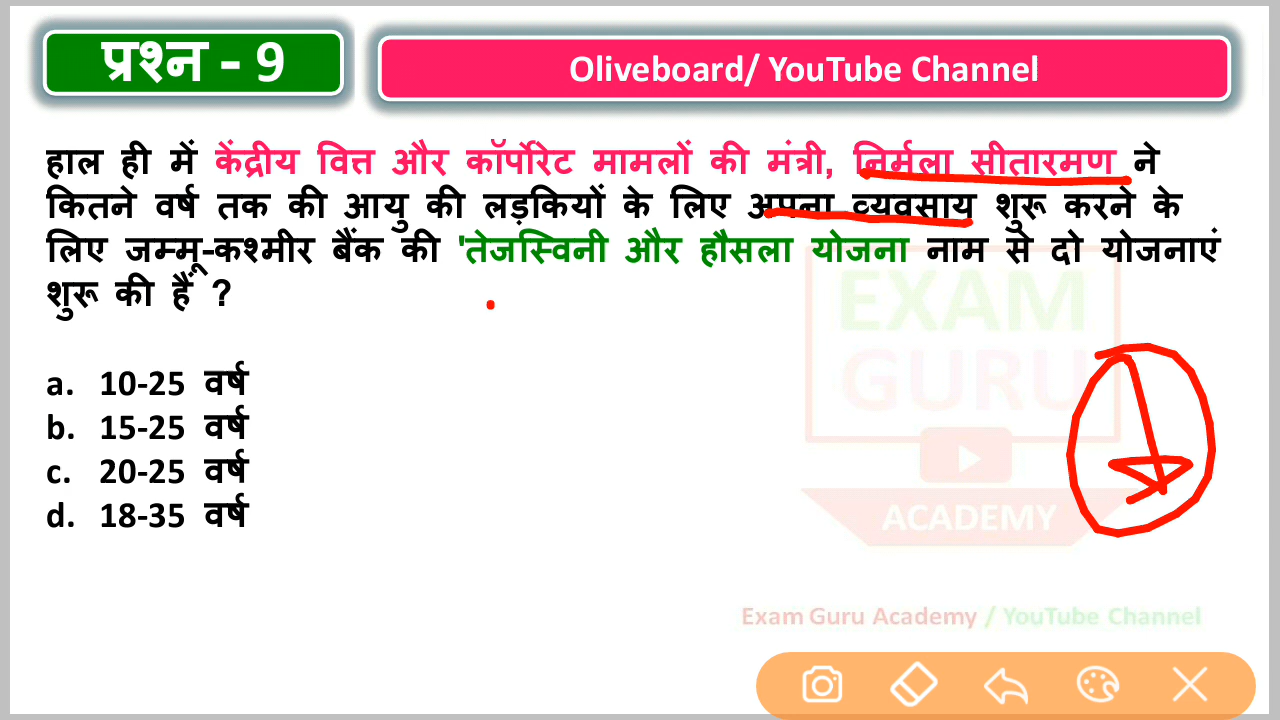 प्रश्न - 9
Oliveboard/ YouTube Channel
हाल ही में केंद्रीय वित्त और कॉर्पोरेट मामलों की मंत्री, निर्मला सीतारमण ने
कितने वर्ष तक की आयु की लड़कियों के लिए अपना व्यवसाय शुरू करने के
लिए जम्मू-कश्मीर बैंक की 'तेजस्विनी और हौसला योजना नाम से दो योजनाएं
शुरू की हैं ?
EXAM
GURU
a. 10-25 वर्ष
b. 15-25 वर्ष
c. 20-25 वर्ष
d. 18-35 वर्ष
ACADEMY
Exam Guru Academy / YouTube Channel